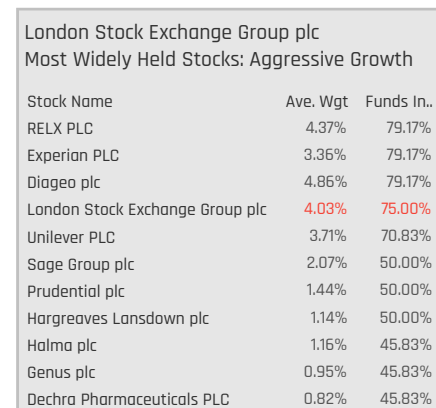 London Stock Exchange Group plc
Most Widely Held Stocks: Aggressive Growth
Stock Name Ave. Wgt Funds In..
RELX PLC 4.37% 79.17%
Experian PLC 3.36% 79.17%
Diageo plc 4.86% 79.17%
London Stock Exchange Group plc 4.03% 75.00%
Unilever PLC 3.71% 70.83%
Sage Group plc 2.07% 50.00%
Prudential plc 1.44% 50.00%
Hargreaves Lansdown plc 1.14% 50.00%
Halma plc 1.16% 45.83%
Genus plc 0.95% 45.83%
Dechra Pharmaceuticals PLC 0.82% 45.83%